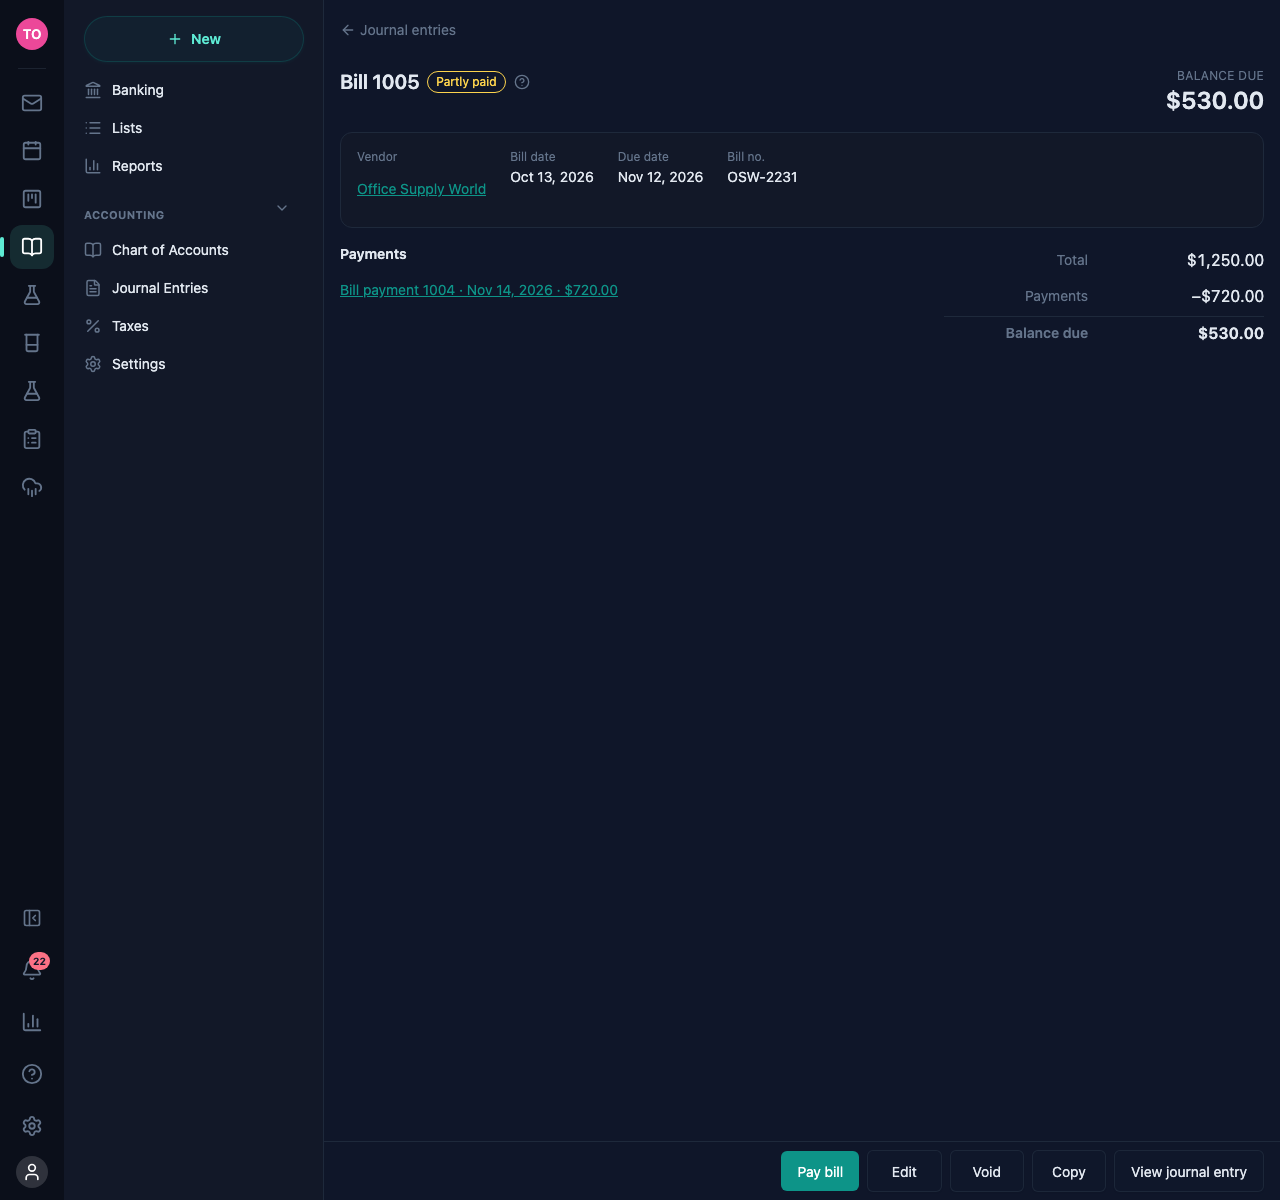 TO
New
Banking
Lists
Reports
ACCOUNTING
Chart of Accounts
Journal Entries
Taxes
Settings
22
Journal entries
Bill 1005 Partly paid
BALANCE DUE
$530.00
Vendor
Office Supply World
Bill date
Oct 13, 2026
Due date
Nov 12, 2026
Bill no.
OSW-2231
Payments
Bill payment 1004 · Nov 14, 2026 · $720.00
Total $1,250.00
Payments –$720.00
Balance due $530.00
Pay bill
Edit
Void
Copy
View journal entry